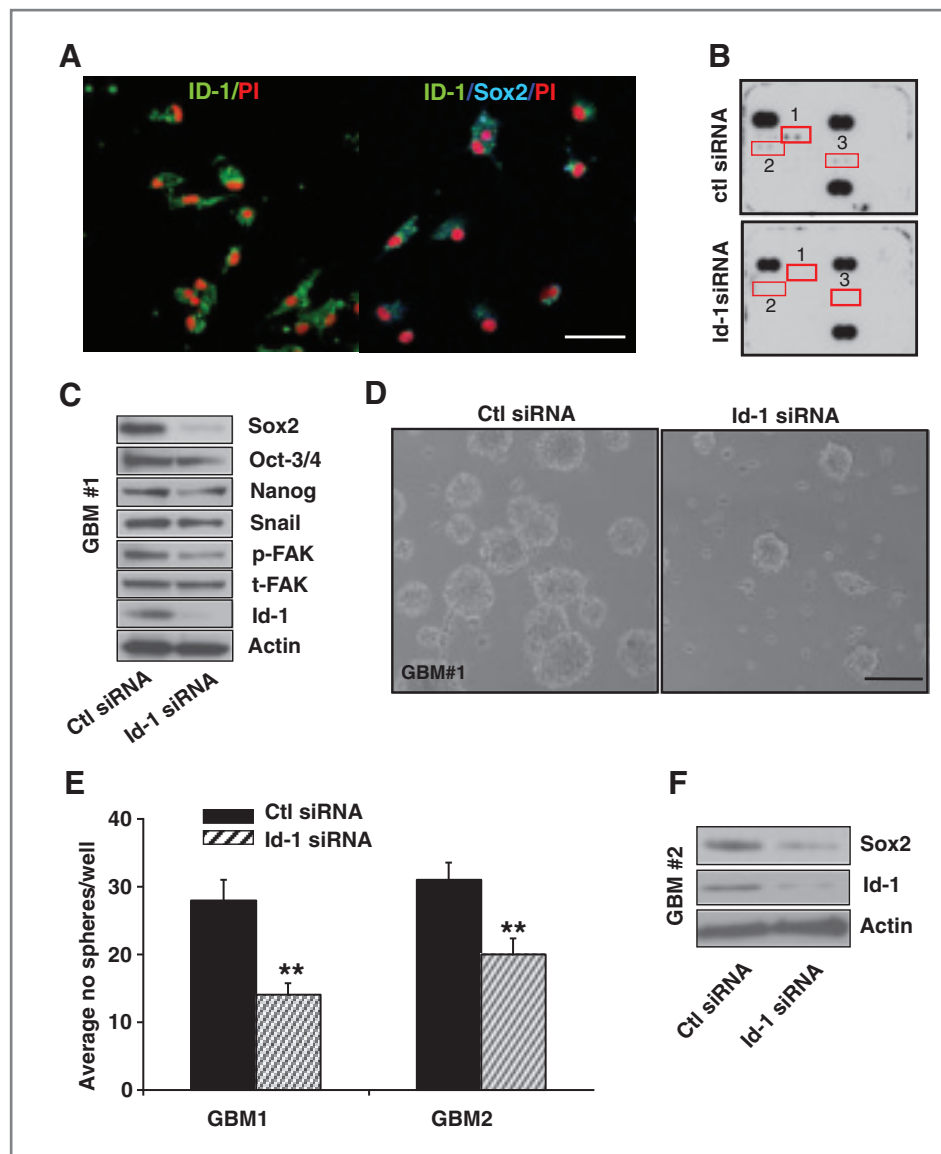 A
ID-1/PI
ID-1/Sox2/PI
B
ctl siRNA
1
2
3
Id-1siRNA
1
2
3
C
GBM #1
Sox2
Oct-3/4
Nanog
Snail
p-FAK
t-FAK
Id-1
Actin
Ctl siRNA
Id-1 siRNA
D
Ctl siRNA
Id-1 siRNA
GBM#1
E
Ctl siRNA
Id-1 siRNA
Average no spheres/well
40
30
20
10
0
**
**
GBM1
GBM2
F
GBM #2
Sox2
Id-1
Actin
Ctl siRNA
Id-1 siRNA